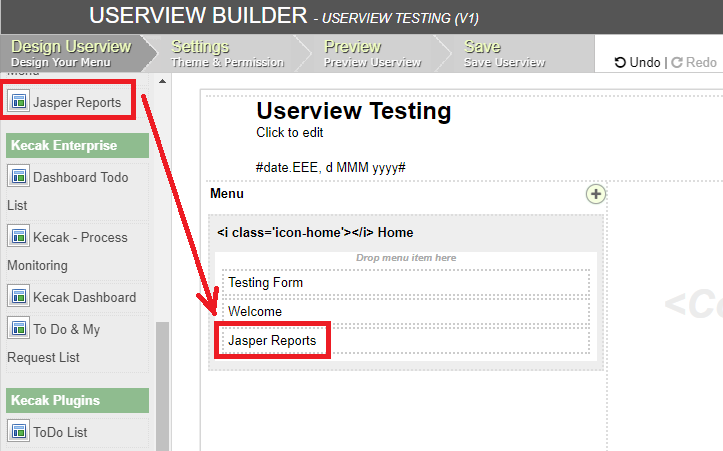 USERVIEW BUILDER - USERVIEW TESTING (V1)
Design Userview
Design Your Menu
Settings
Theme & Permission
Preview
Preview Userview
Save
Save Userview
Undo | Redo
Jasper Reports
Kecak Enterprise
Dashboard Todo
List
Kecak - Process
Monitoring
Kecak Dashboard
To Do & My
Request List
Kecak Plugins
ToDo List
Userview Testing
Click to edit
#date.EEE, d MMM yyyy#
Menu
<i class='icon-home'></i> Home
Drop menu item here
Testing Form
Welcome
Jasper Reports